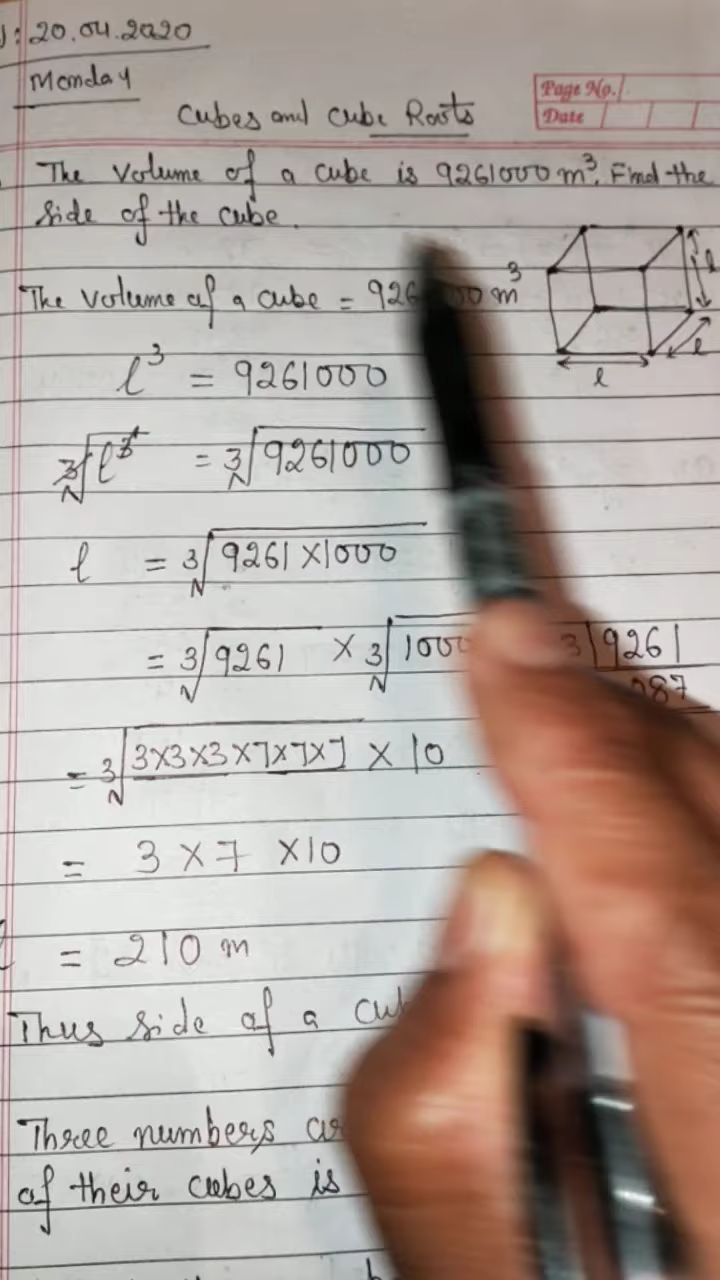 : 20.04.2020
Monday
Page No.
Date
Cubes and Cube Roots
The volume of a cube is 9261000 m³. Find the
side of the cube.
The volume of a cube = 926 00 m³
l
l
l
l³ = 9261000
∛l³ = ∛9261000
l = ∛9261 × 1000
= ∛9261 × ∛1000
3 9261
87
= ∛3×3×3×7×7×7 × 10
= 3 × 7 × 10
= 210 m
Thus side of a
Three numbers
of their cubes is